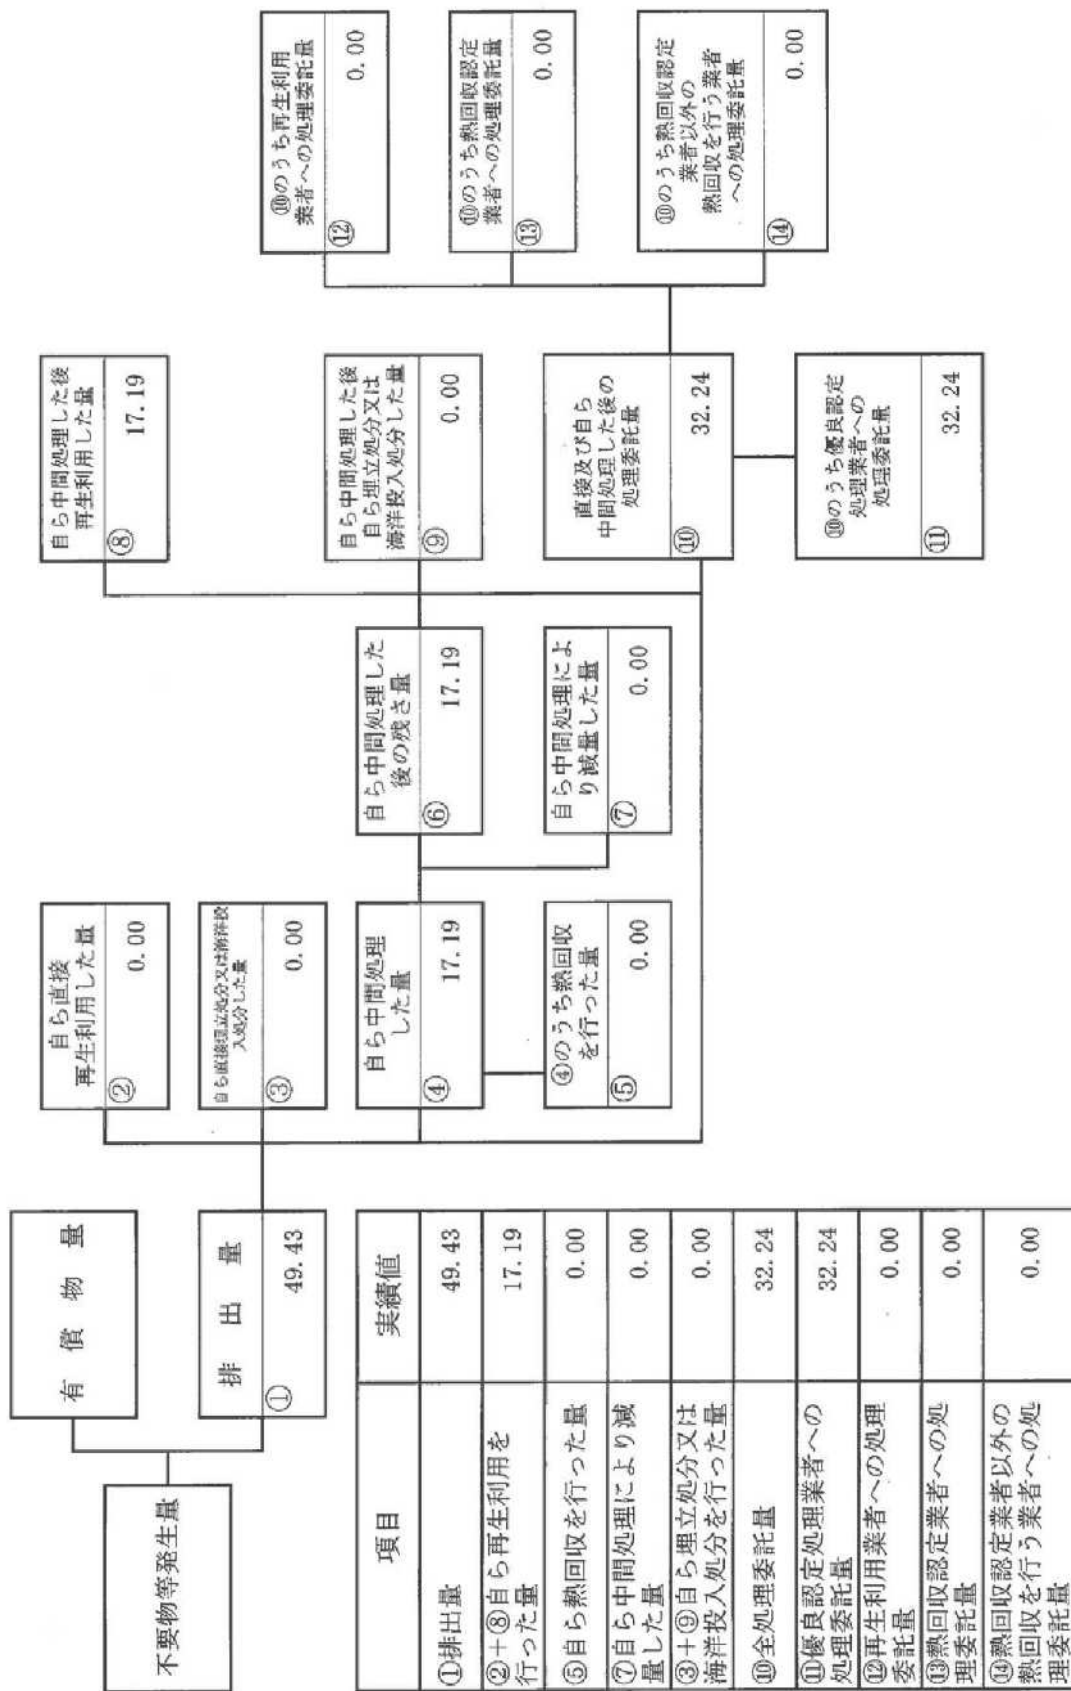 不要物等発生量
有償物量
排出量
①
49.43
自ら直接
再生利用した量
②
0.00
自ら直接埋立処分又は海洋投
入処分した量
③
0.00
自ら中間処理
した量
④
17.19
④のうち熱回収
を行った量
⑤
0.00
自ら中間処理した
後の残さ量
⑥
17.19
自ら中間処理によ
り減量した量
⑦
0.00
自ら中間処理した後
再生利用した量
⑧
17.19
自ら中間処理した後
自ら埋立処分又は
海洋投入処分した量
⑨
0.00
直接及び自ら
中間処理した後の
処理委託量
⑩
32.24
⑩のうち優良認定
処理業者への
処理委託量
⑪
32.24
⑩のうち再生利用
業者への処理委託量
⑫
0.00
⑩のうち熱回収認定
業者への処理委託量
⑬
0.00
⑩のうち熱回収認定
業者以外の
熱回収を行う業者
への処理委託量
⑭
0.00
項目 実績値
①排出量 49.43
②+⑧自ら再生利用を
行った量 17.19
⑤自ら熱回収を行った量 0.00
⑦自ら中間処理により減
量した量 0.00
③+⑨自ら埋立処分又は
海洋投入処分を行った量 0.00
⑩全処理委託量 32.24
⑪優良認定処理業者への
処理委託量 32.24
⑫再生利用業者への処理
委託量 0.00
⑬熱回収認定業者への処
理委託量 0.00
⑭熱回収認定業者以外の
熱回収を行う業者への処
理委託量 0.00